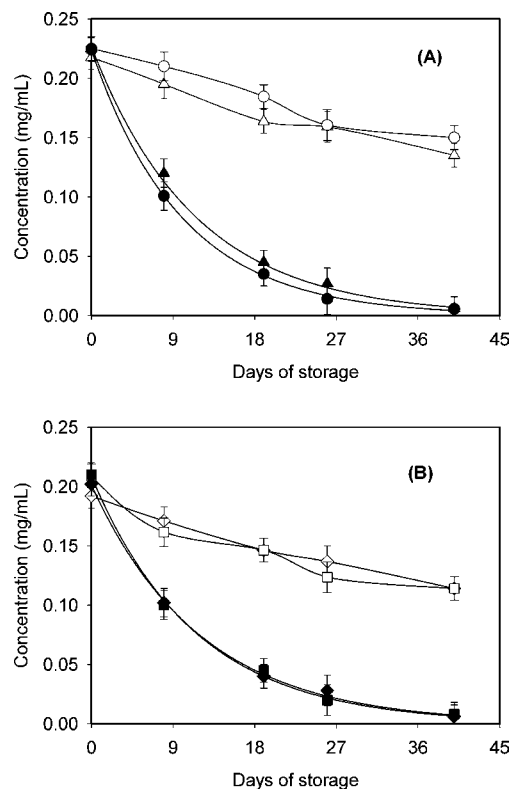 0.25
(A)
0.20
0.15
0.10
0.05
0.00
Concentration (mg/mL)
0 9 18 27 36 45
Days of storage
0.25
(B)
0.20
0.15
0.10
0.05
0.00
Concentration (mg/mL)
0 9 18 27 36 45
Days of storage